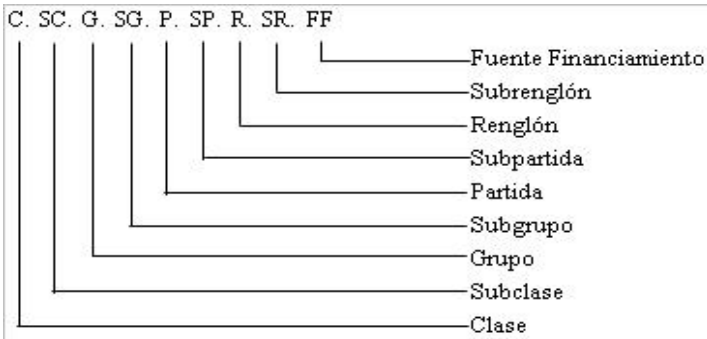 C. SC. G. SG. P. SP. R. SR. FF
Fuente Financiamiento
Subrenglón
Renglón
Subpartida
Partida
Subgrupo
Grupo
Subclase
Clase